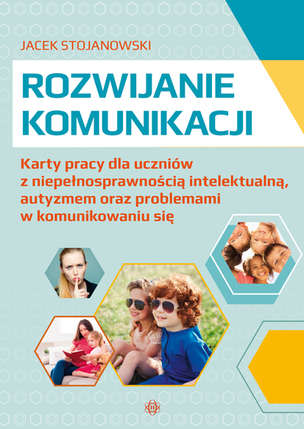 JACEK STOJANOWSKI
ROZWIJANIE
KOMUNIKACJI
Karty pracy dla uczniów
z niepełnosprawnością intelektualną,
autyzmem oraz problemami
w komunikowaniu się